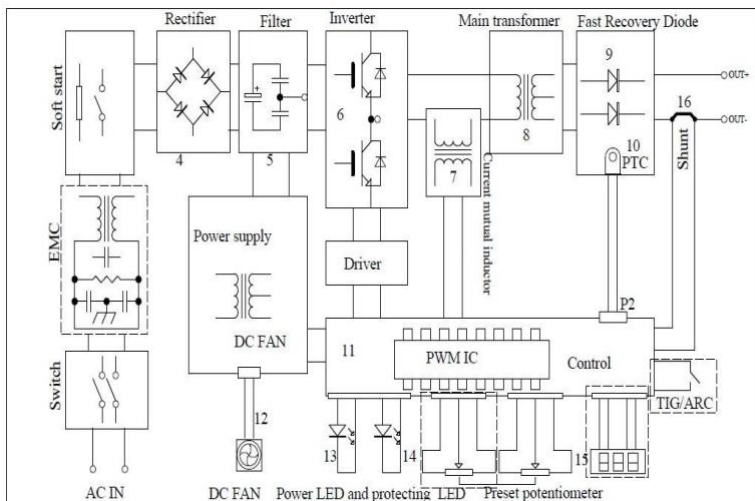 Rectifier
Filter
Inverter
Main transformer
Fast Recovery Diode
Soft start
4
+
5
6
7
8
9
OUT+
16
OUT-
10
PTC
Shunt
Current mutual inductor
EMC
Power supply
DC FAN
Driver
P2
11
PWM IC
Control
Switch
12
TIG/ARC
13
14
15
AC IN
DC FAN
Power LED and protecting LED
Preset potentiometer